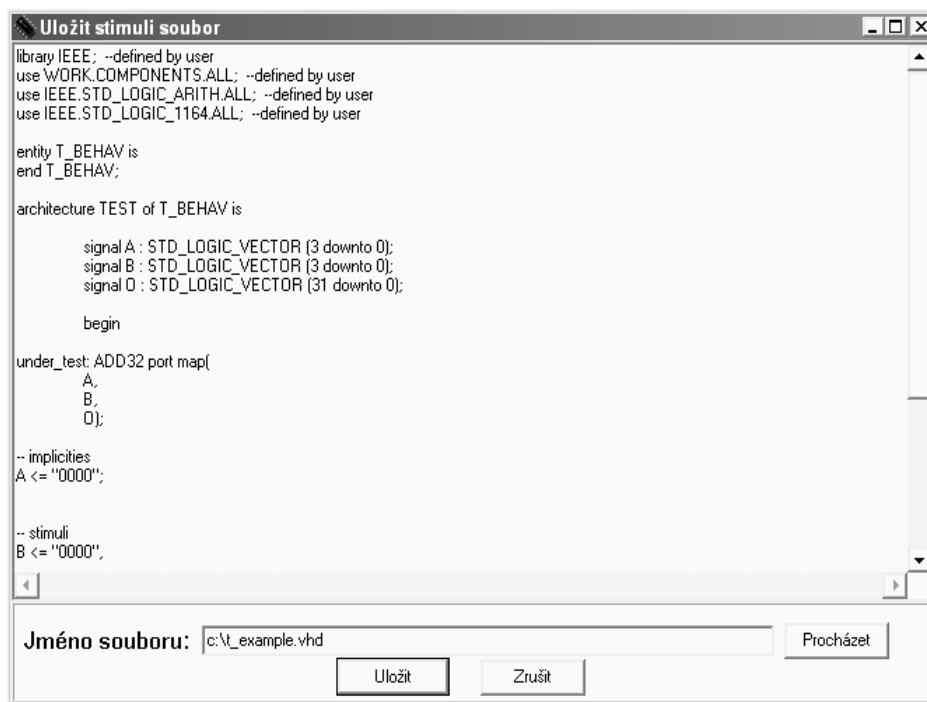 Uložit stimuli soubor
library IEEE; --defined by user
use WORK.COMPONENTS.ALL; --defined by user
use IEEE.STD_LOGIC_ARITH.ALL; --defined by user
use IEEE.STD_LOGIC_1164.ALL; --defined by user
entity T_BEHAV is
end T_BEHAV;
architecture TEST of T_BEHAV is
signal A : STD_LOGIC_VECTOR (3 downto 0);
signal B : STD_LOGIC_VECTOR (3 downto 0);
signal O : STD_LOGIC_VECTOR (31 downto 0);
begin
under_test: ADD32 port map(
A,
B,
O);
-- implicities
A <= "0000";
-- stimuli
B <= "0000",
Jméno souboru: c:\t_example.vhd Procházet
Uložit Zrušit